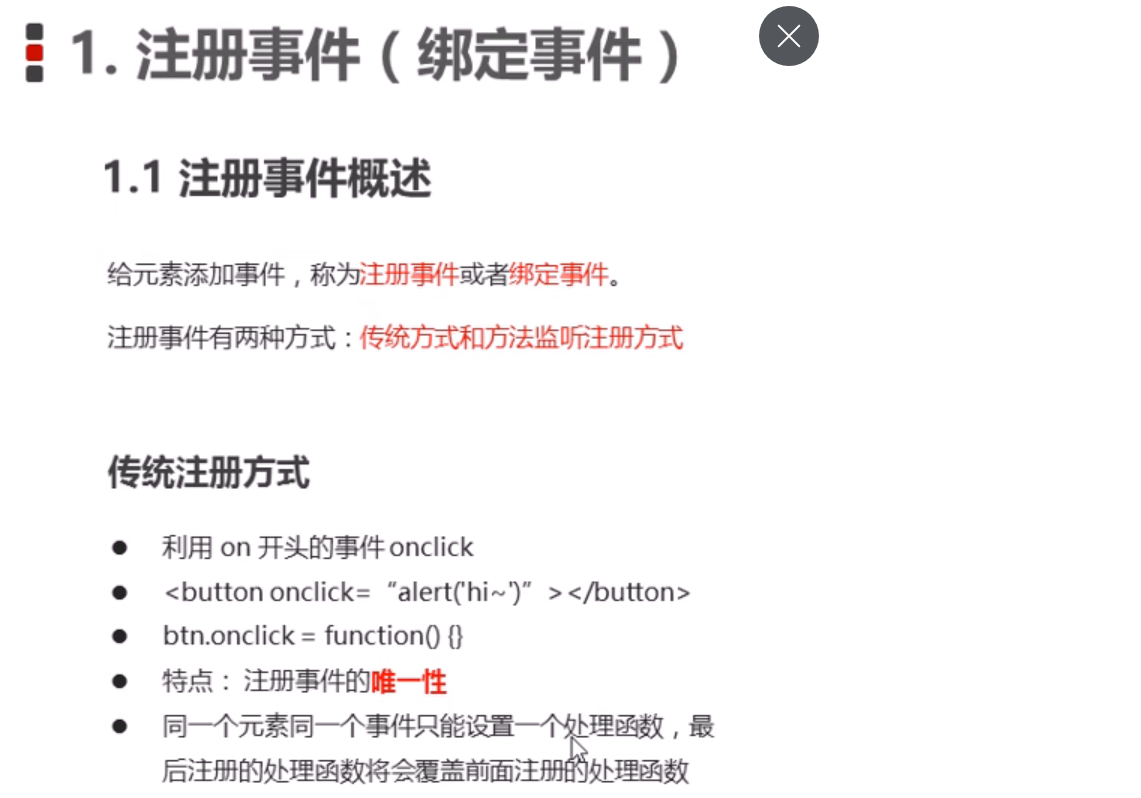 1. 注册事件（绑定事件）
1.1 注册事件概述
给元素添加事件，称为注册事件或者绑定事件。
注册事件有两种方式：传统方式和方法监听注册方式
传统注册方式
● 利用 on 开头的事件 onclick
● <button onclick= “alert('hi~')” ></button>
● btn.onclick = function() {}
● 特点： 注册事件的唯一性
● 同一个元素同一个事件只能设置一个处理函数，最
后注册的处理函数将会覆盖前面注册的处理函数